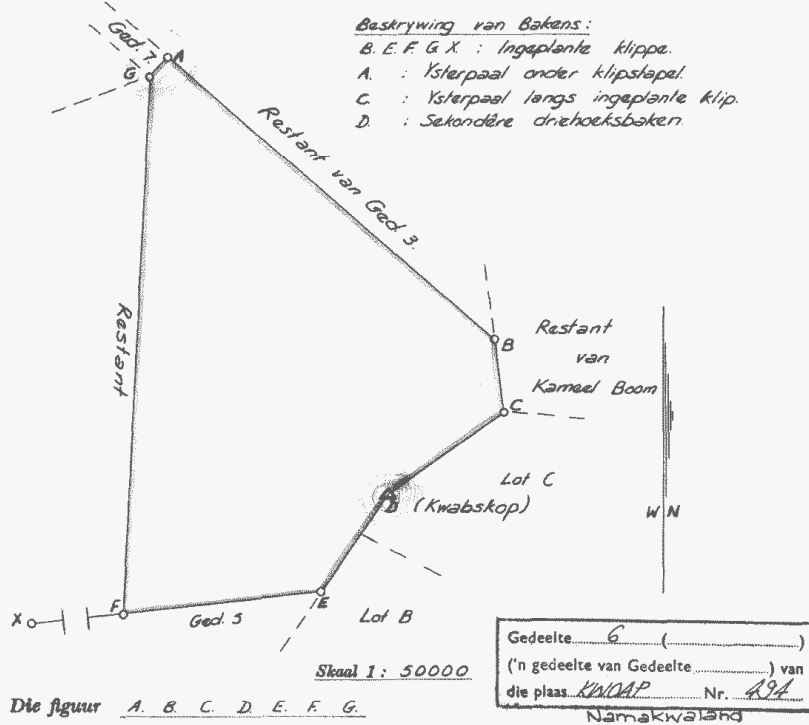 Beskrywing van Bakens :
B. E. F. G. X : Ingeplante klippe.
A. : Ysterpaal onder klipstapel.
C. : Ysterpaal langs ingeplante klip.
D. : Sekondêre driehoeksbaken.
Ged. 7.
A
G
Restant van Ged. 3.
Restant
B
Restant
van
Kameel Boom
C
Lot C
D (Kwabskop)
W N
E
F
X
Ged. 5
Lot B
Skaal 1 : 50000
Gedeelte 6 ( )
('n gedeelte van Gedeelte ) van
die plaas KWOAP Nr. 494
Namakwaland
Die figuur A. B. C. D. E. F. G.